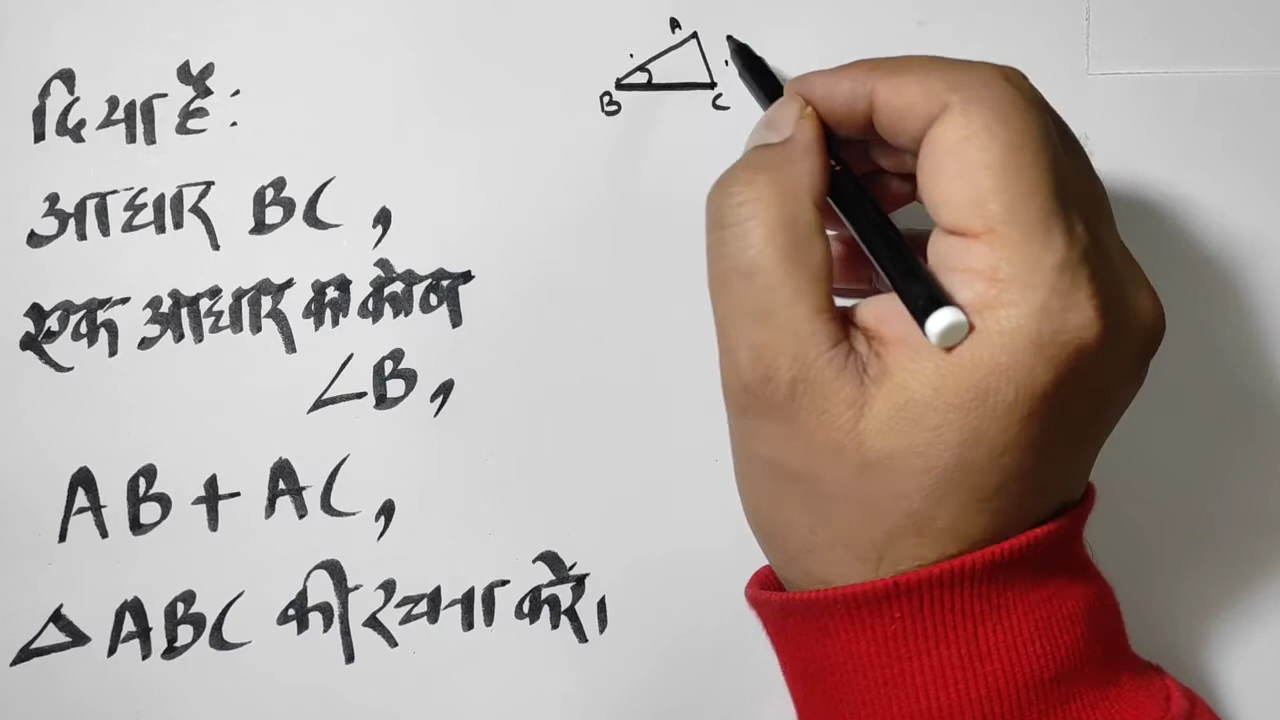 दिया है:
आधार BC,
एक आधार का कोण
∠B,
AB + AC,
△ABC की रचना करें।
A
B
C